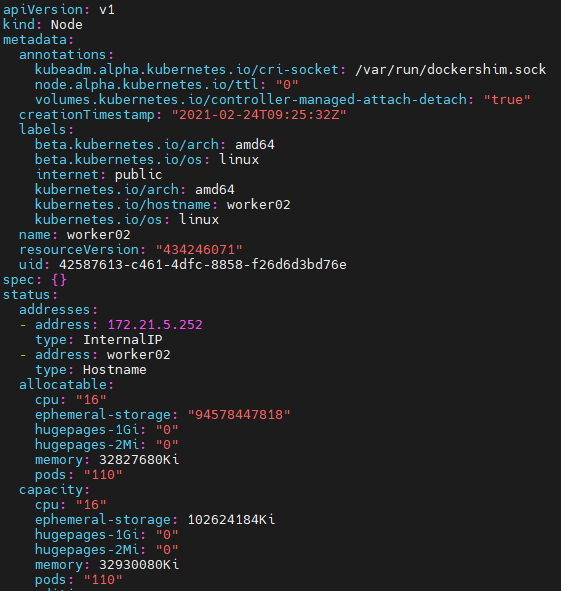 apiVersion: v1
kind: Node
metadata:
  annotations:
    kubeadm.alpha.kubernetes.io/cri-socket: /var/run/dockershim.sock
    node.alpha.kubernetes.io/ttl: "0"
    volumes.kubernetes.io/controller-managed-attach-detach: "true"
  creationTimestamp: "2021-02-24T09:25:32Z"
  labels:
    beta.kubernetes.io/arch: amd64
    beta.kubernetes.io/os: linux
    internet: public
    kubernetes.io/arch: amd64
    kubernetes.io/hostname: worker02
    kubernetes.io/os: linux
  name: worker02
  resourceVersion: "434246071"
  uid: 42587613-c461-4dfc-8858-f26d6d3bd76e
spec: {}
status:
  addresses:
  - address: 172.21.5.252
    type: InternalIP
  - address: worker02
    type: Hostname
  allocatable:
    cpu: "16"
    ephemeral-storage: "94578447818"
    hugepages-1Gi: "0"
    hugepages-2Mi: "0"
    memory: 32827680Ki
    pods: "110"
  capacity:
    cpu: "16"
    ephemeral-storage: 102624184Ki
    hugepages-1Gi: "0"
    hugepages-2Mi: "0"
    memory: 32930080Ki
    pods: "110"